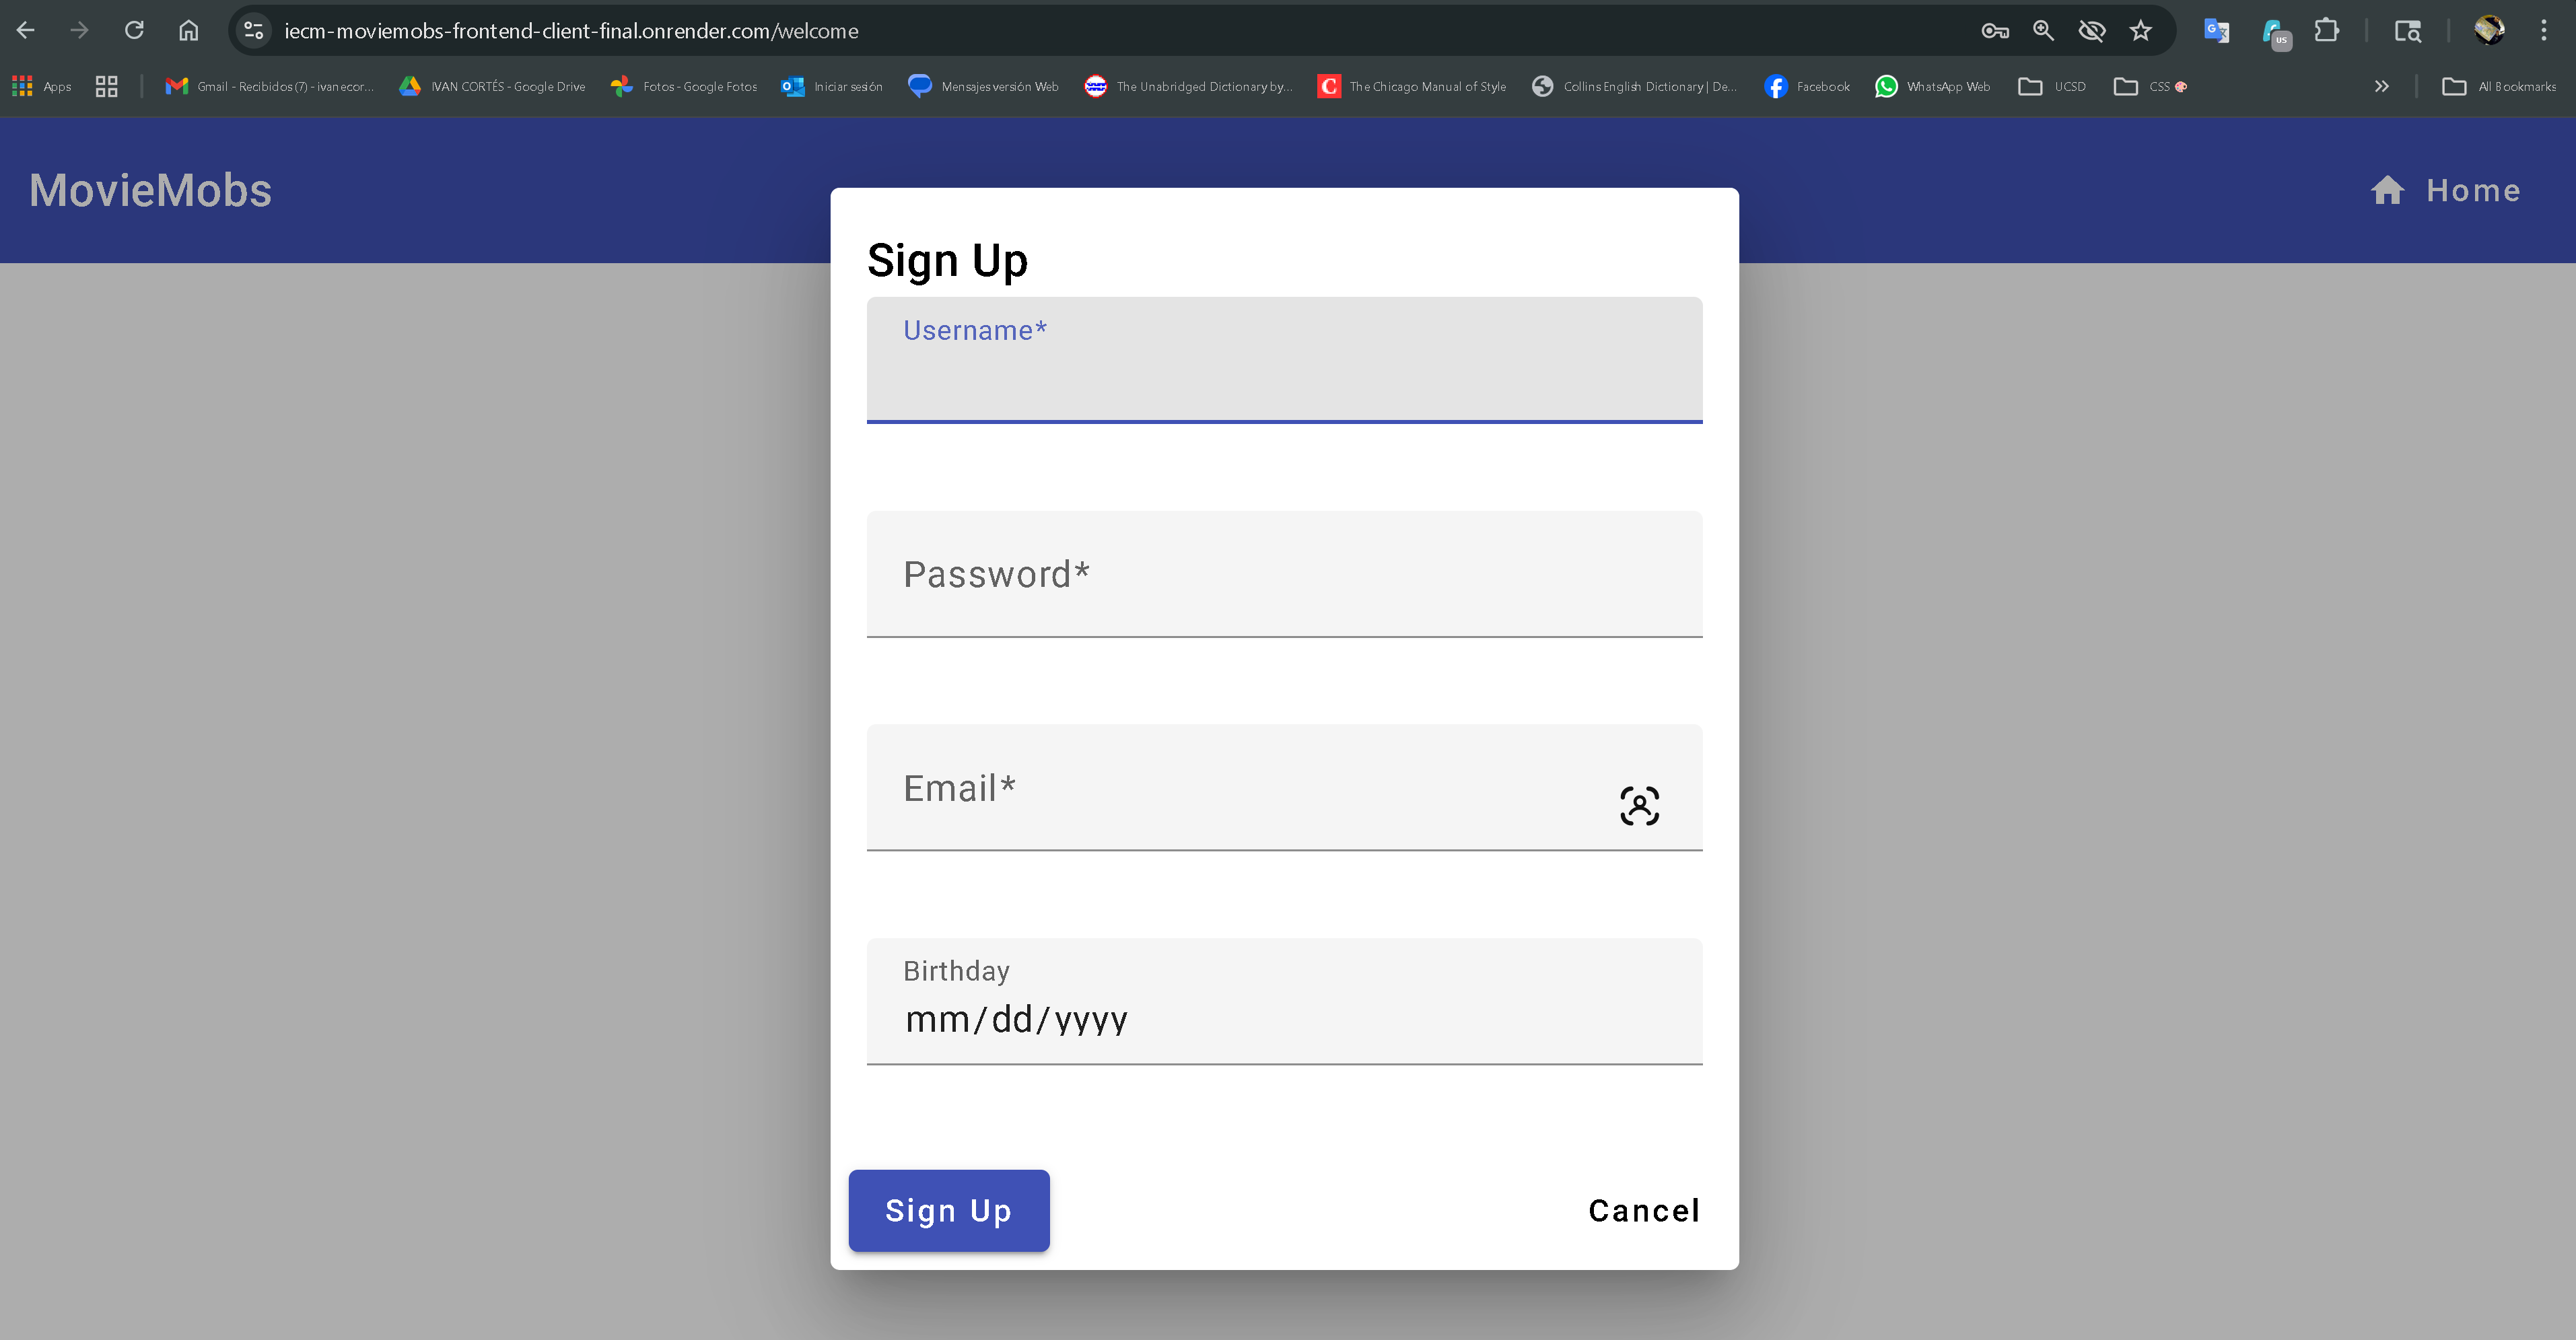 iecm-moviemobs-frontend-client-final.onrender.com/welcome
US
Apps
Gmail - Recibidos (7) - ivanecor...
IVAN CORTÉS - Google Drive
Fotos - Google Fotos
Iniciar sesión
Mensajes versión Web
The Unabridged Dictionary by...
The Chicago Manual of Style
Collins English Dictionary | De...
Facebook
WhatsApp Web
UCSD
CSS
All Bookmarks
MovieMobs
Home
Sign Up
Username*
Password*
Email*
Birthday
mm/dd/yyyy
Sign Up
Cancel